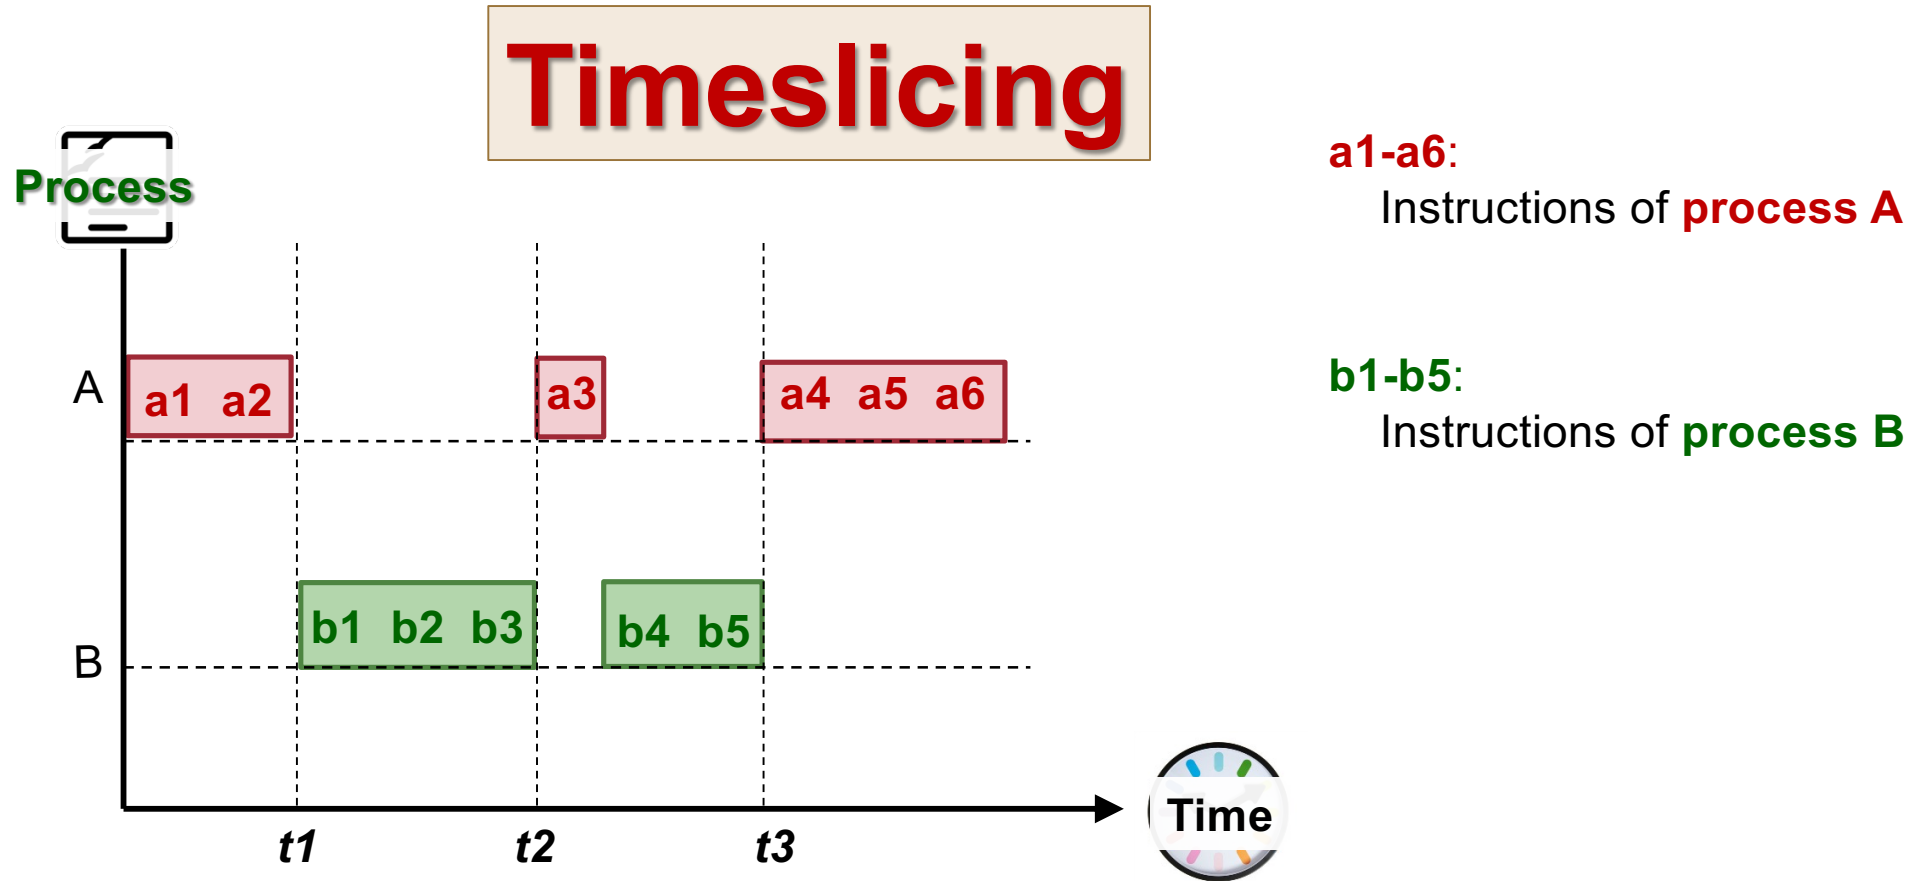 Timeslicing
Process
a1-a6:
Instructions of process A
b1-b5:
Instructions of process B
A
a1 a2
a3
a4 a5 a6
B
b1 b2 b3
b4 b5
t1
t2
t3
Time